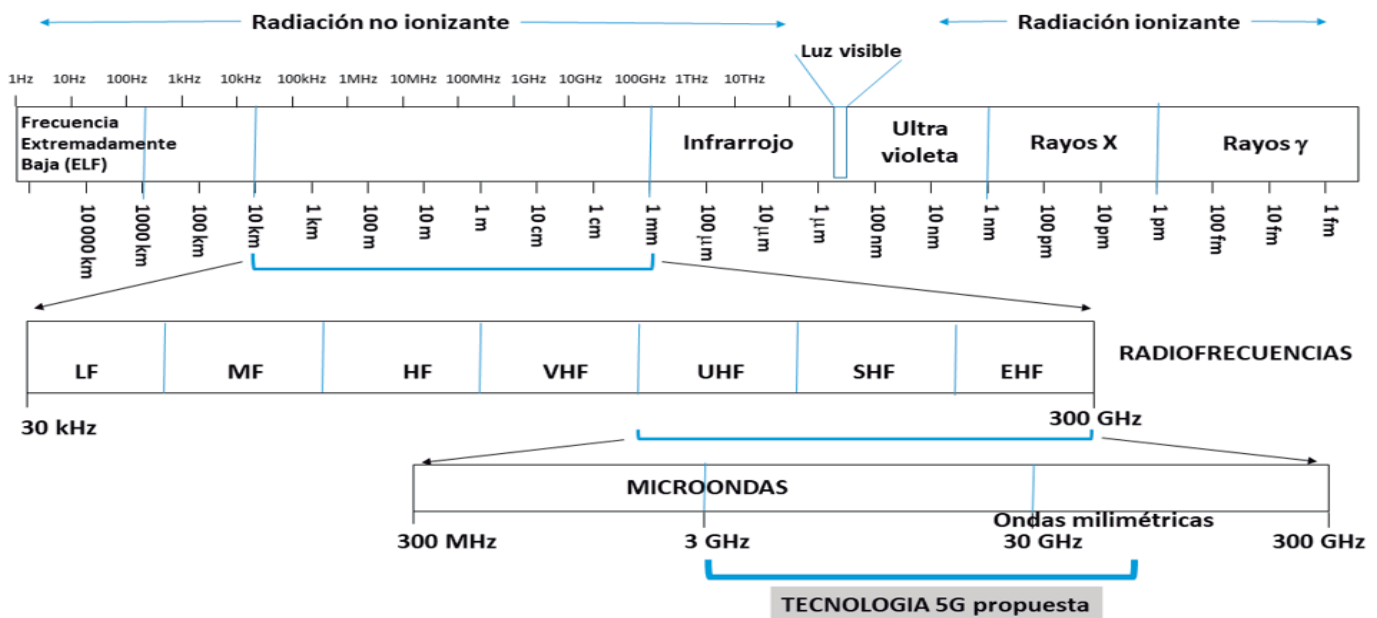 Radiación no ionizante
Radiación ionizante
Luz visible
1Hz 10Hz 100Hz 1kHz 10kHz 100kHz 1MHz 10MHz 100MHz 1GHz 10GHz 100GHz 1THz 10THz
Frecuencia
Extremadamente
Baja (ELF)
Infrarrojo
Ultra
violeta
Rayos X
Rayos γ
10 000 km 1000 km 100 km 10 km 1 km 100 m 10 m 1 m 10 cm 1 cm 1 mm 100 μm 10 μm 1 μm 100 nm 10 nm 1 nm 100 pm 10 pm 1 pm 100 fm 10 fm 1 fm
LF MF HF VHF UHF SHF EHF
RADIOFRECUENCIAS
30 kHz 300 GHz
MICROONDAS
Ondas milimétricas
300 MHz 3 GHz 30 GHz 300 GHz
TECNOLOGIA 5G propuesta